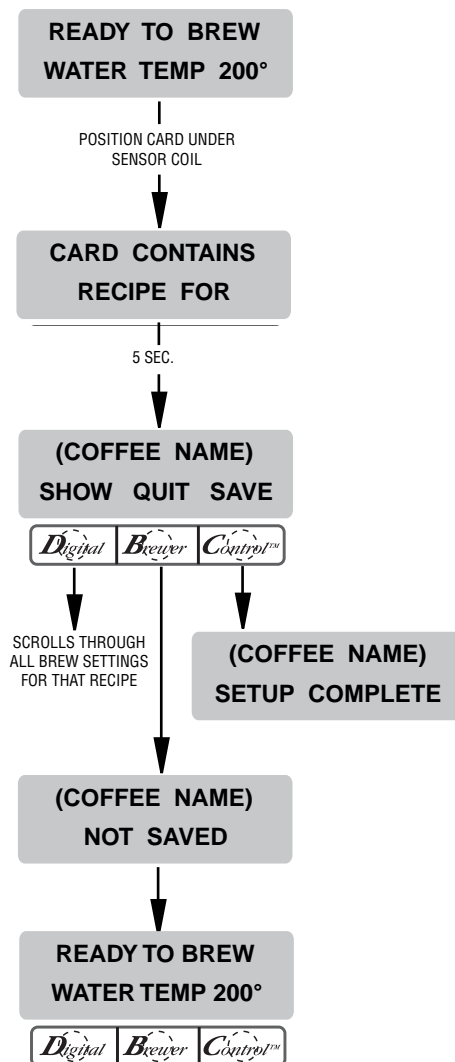 READY TO BREW
WATER TEMP 200°
POSITION CARD UNDER
SENSOR COIL
CARD CONTAINS
RECIPE FOR
5 SEC.
(COFFEE NAME)
SHOW QUIT SAVE
Digital Brewer Control™
SCROLLS THROUGH
ALL BREW SETTINGS
FOR THAT RECIPE
(COFFEE NAME)
SETUP COMPLETE
(COFFEE NAME)
NOT SAVED
READY TO BREW
WATER TEMP 200°
Digital Brewer Control™